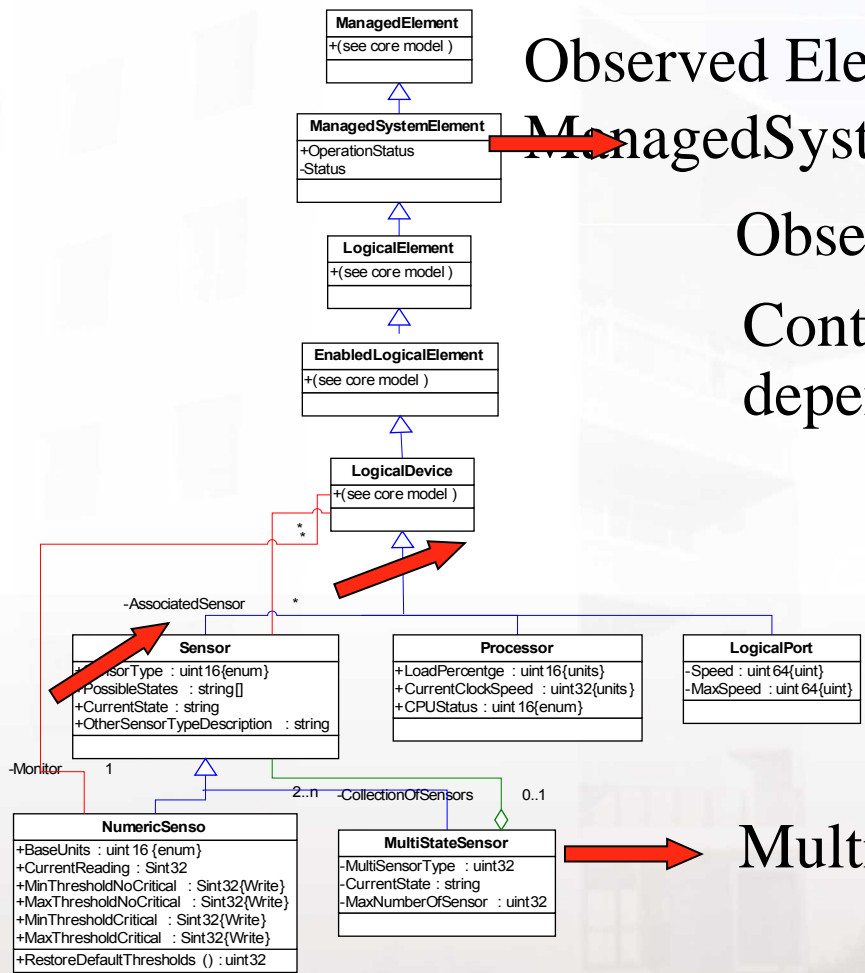 ManagedElement
+(see core model )
Observed Ele
ManagedSystemElement
+OperationStatus
-Status
ManagedSyst
Obse
LogicalElement
+(see core model )
Cont
depe
EnabledLogicalElement
+(see core model )
LogicalDevice
+(see core model )
*
*
-AssociatedSensor *
Sensor
: uint16{enum}
+PossibleStates : string[]
+CurrentState : string
+OtherSensorTypeDescription : string
Processor
+LoadPercentge : uint16{units}
+CurrentClockSpeed : uint32{units}
+CPUStatus : uint16{enum}
LogicalPort
-Speed : uint64{uint}
-MaxSpeed : uint64{uint}
-Monitor 1
2..n -CollectionOfSensors 0..1
NumericSenso
+BaseUnits : uint16 {enum}
+CurrentReading : Sint32
+MinThresholdNoCritical : Sint32{Write}
+MaxThresholdNoCritical : Sint32{Write}
+MinThresholdCritical : Sint32{Write}
+MaxThresholdCritical : Sint32{Write}
+RestoreDefaultThresholds () : uint32
MultiStateSensor
-MultiSensorType : uint32
-CurrentState : string
-MaxNumberOfSensor : uint32
Multi